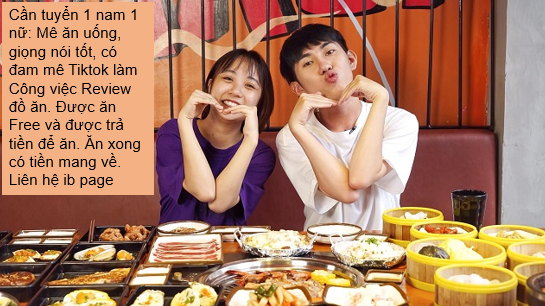 Cần tuyển 1 nam 1
nữ: Mê ăn uống,
giọng nói tốt, có
đam mê Tiktok làm
Công việc Review
đồ ăn. Được ăn
Free và được trả
tiền để ăn. Ăn xong
có tiền mang về.
Liên hệ ib page